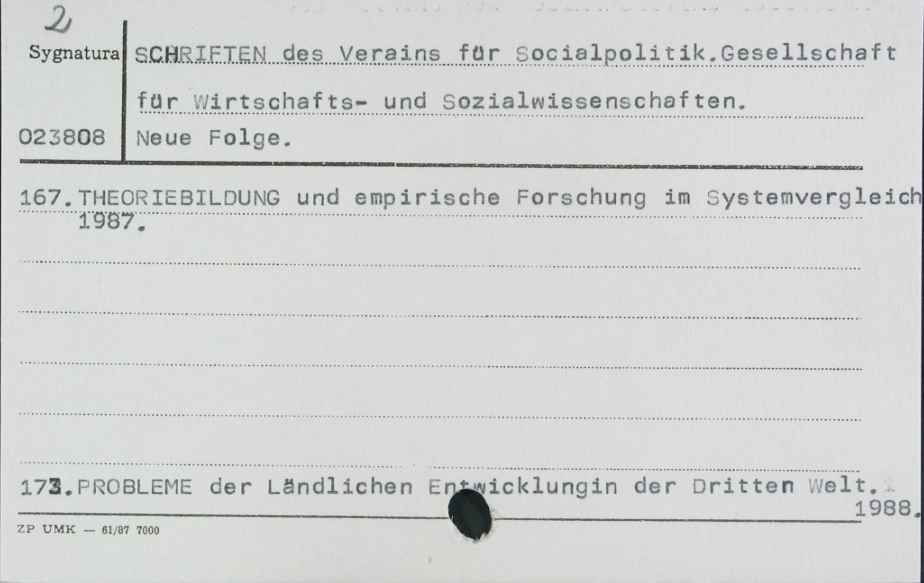 2
Sygnatura SCHRIFTEN des Verains für Socialpolitik.Gesellschaft
für Wirtschafts- und Sozialwissenschaften.
023808 Neue Folge.
167. THEORIEBILDUNG und empirische Forschung im Systemvergleich
1987.
173. PROBLEME der Ländlichen Entwicklungin der Dritten Welt.
1988.
ZP UMK — 61/87 7000